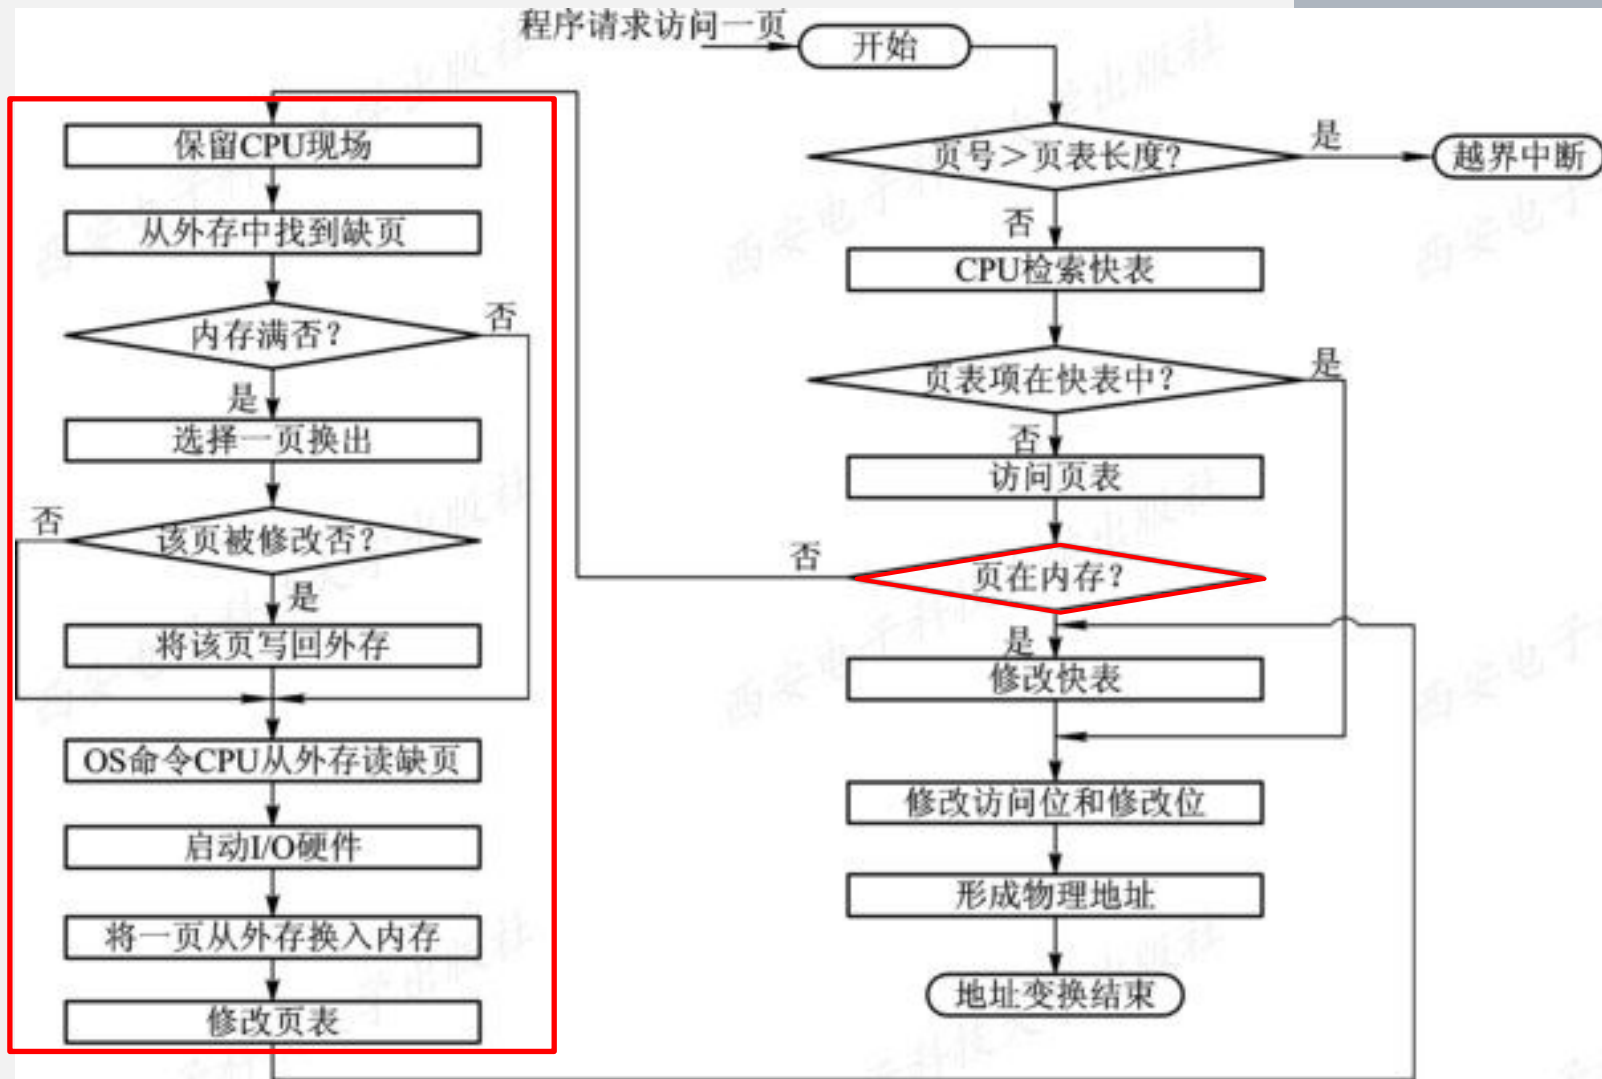 程序请求访问一页
开始
页号＞页表长度？
是
越界中断
否
CPU检索快表
页表项在快表中？
是
否
访问页表
页在内存？
否
是
修改快表
修改访问位和修改位
形成物理地址
地址变换结束
保留CPU现场
从外存中找到缺页
内存满否？
否
是
选择一页换出
该页被修改否？
否
是
将该页写回外存
OS命令CPU从外存读缺页
启动I/O硬件
将一页从外存换入内存
修改页表